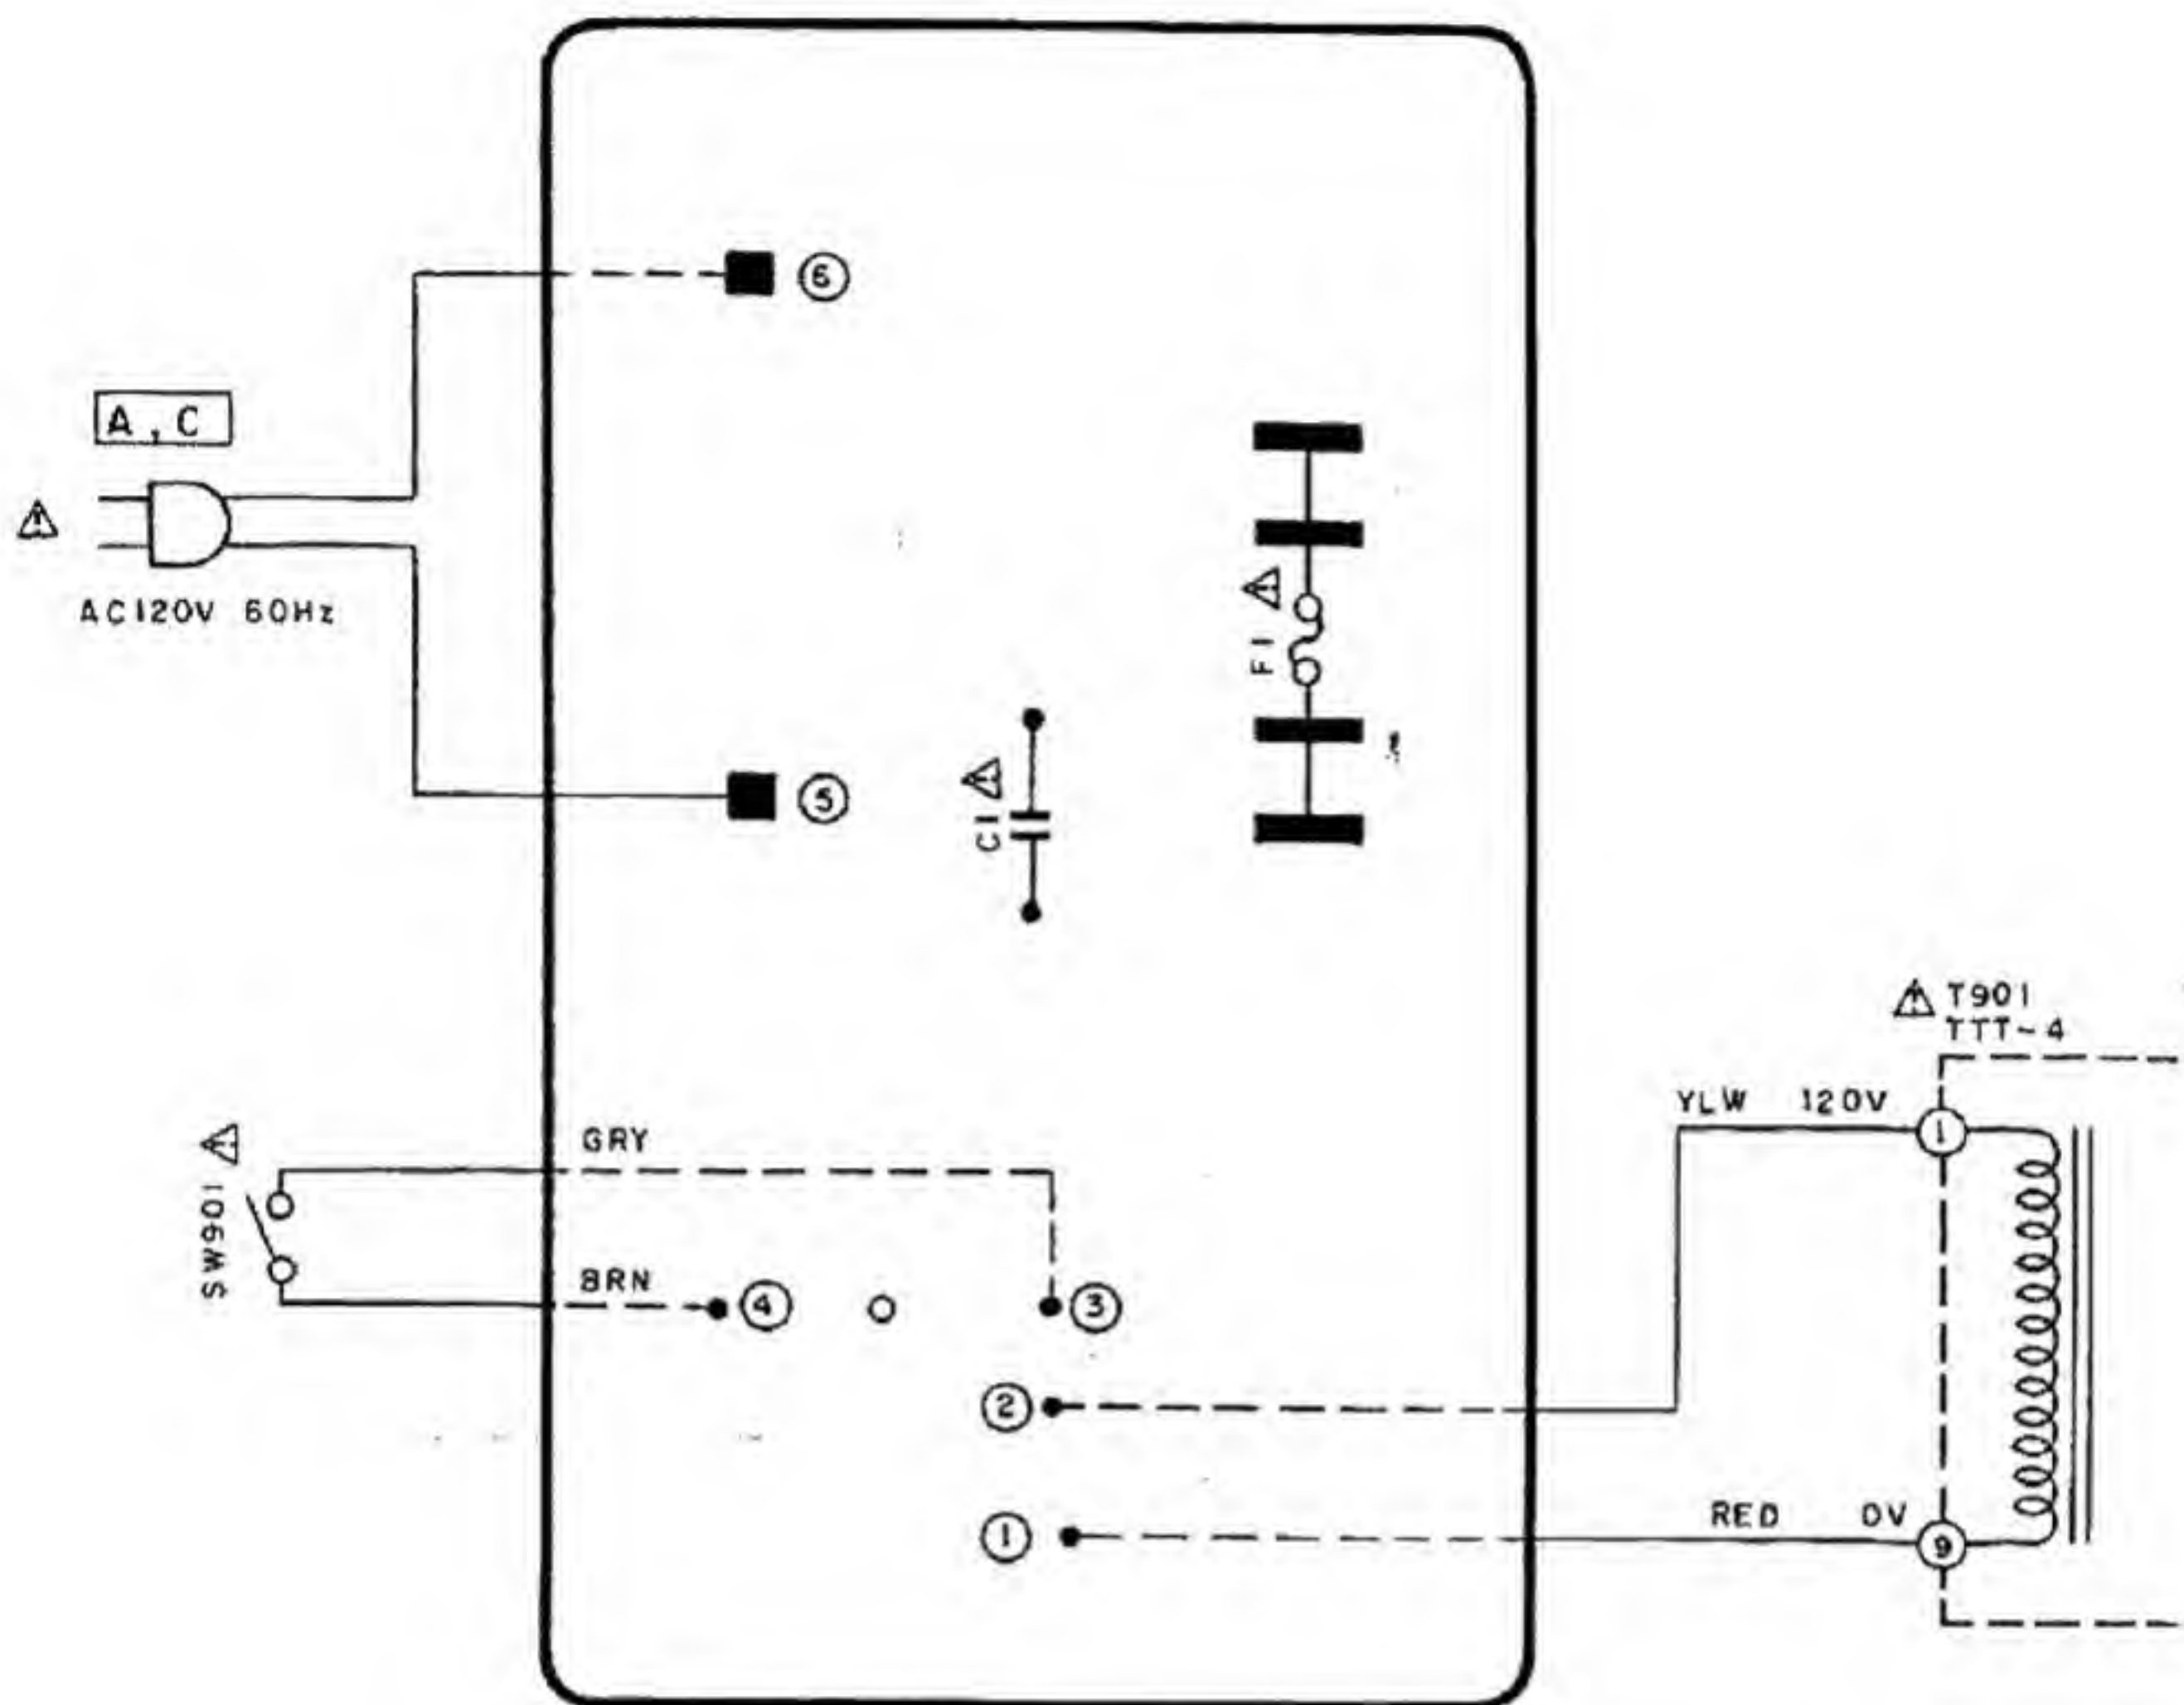 6
A, C
AC120V 60Hz
F1
5
C1
T901
TTT-4
YLW 120V
1
GRY
SW901
BRN
4
3
2
RED 0V
1
9